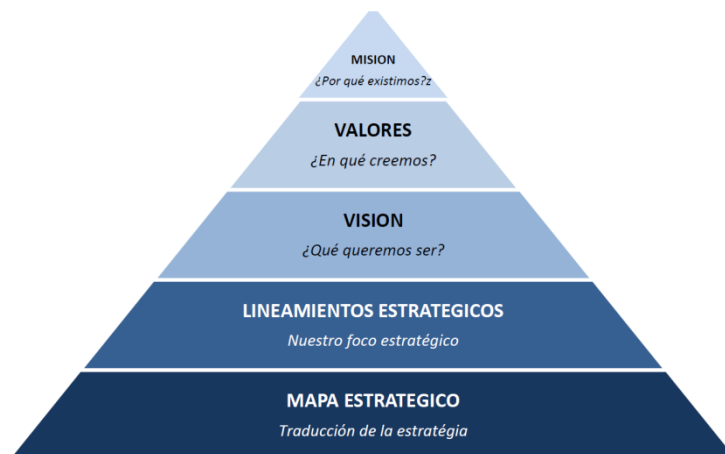 MISION
¿Por qué existimos?z
VALORES
¿En qué creemos?
VISION
¿Qué queremos ser?
LINEAMIENTOS ESTRATEGICOS
Nuestro foco estratégico
MAPA ESTRATEGICO
Traducción de la estratégia